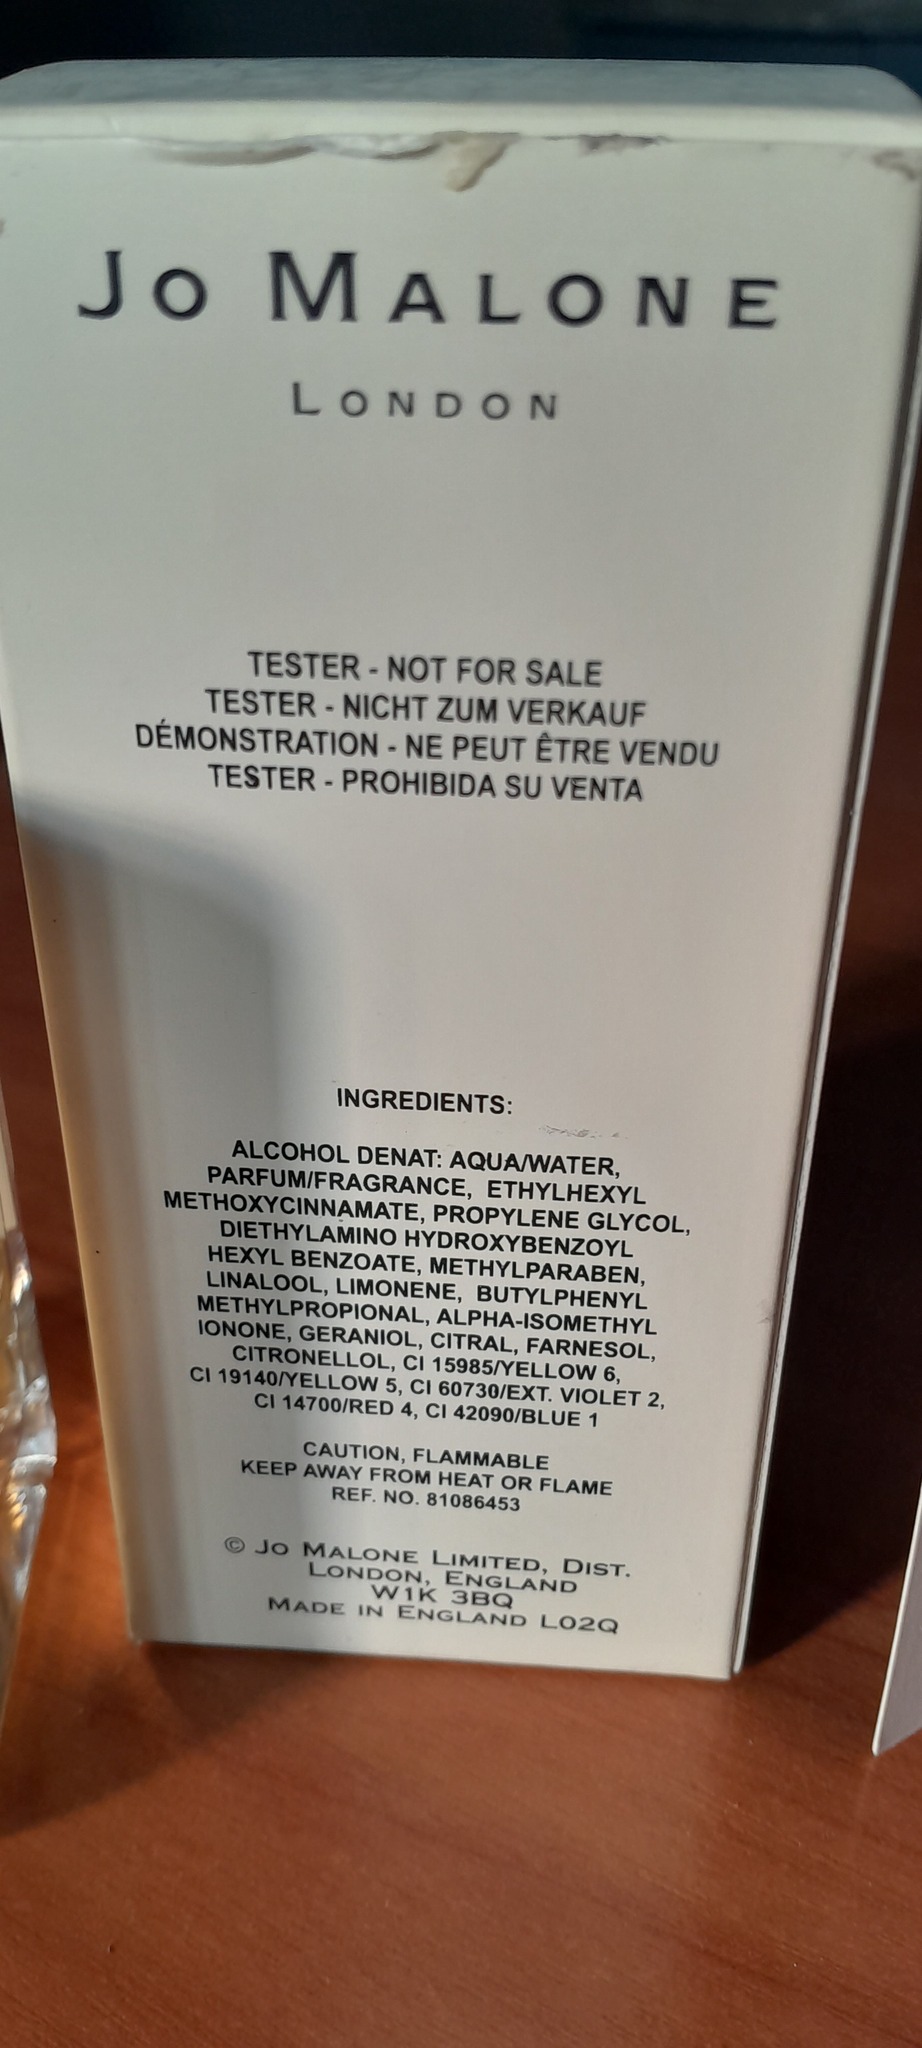 JO MALONE
LONDON
TESTER - NOT FOR SALE
TESTER - NICHT ZUM VERKAUF
DÉMONSTRATION - NE PEUT ÊTRE VENDU
TESTER - PROHIBIDA SU VENTA
INGREDIENTS:
ALCOHOL DENAT: AQUA/WATER,
PARFUM/FRAGRANCE, ETHYLHEXYL
METHOXYCINNAMATE, PROPYLENE GLYCOL,
DIETHYLAMINO HYDROXYBENZOYL
HEXYL BENZOATE, METHYLPARABEN,
LINALOOL, LIMONENE, BUTYLPHENYL
METHYLPROPIONAL, ALPHA-ISOMETHYL
IONONE, GERANIOL, CITRAL, FARNESOL,
CITRONELLOL, CI 15985/YELLOW 6,
CI 19140/YELLOW 5, CI 60730/EXT. VIOLET 2,
CI 14700/RED 4, CI 42090/BLUE 1
CAUTION, FLAMMABLE
KEEP AWAY FROM HEAT OR FLAME
REF. NO. 81086453
© JO MALONE LIMITED, DIST.
LONDON, ENGLAND
W1K 3BQ
MADE IN ENGLAND L02Q